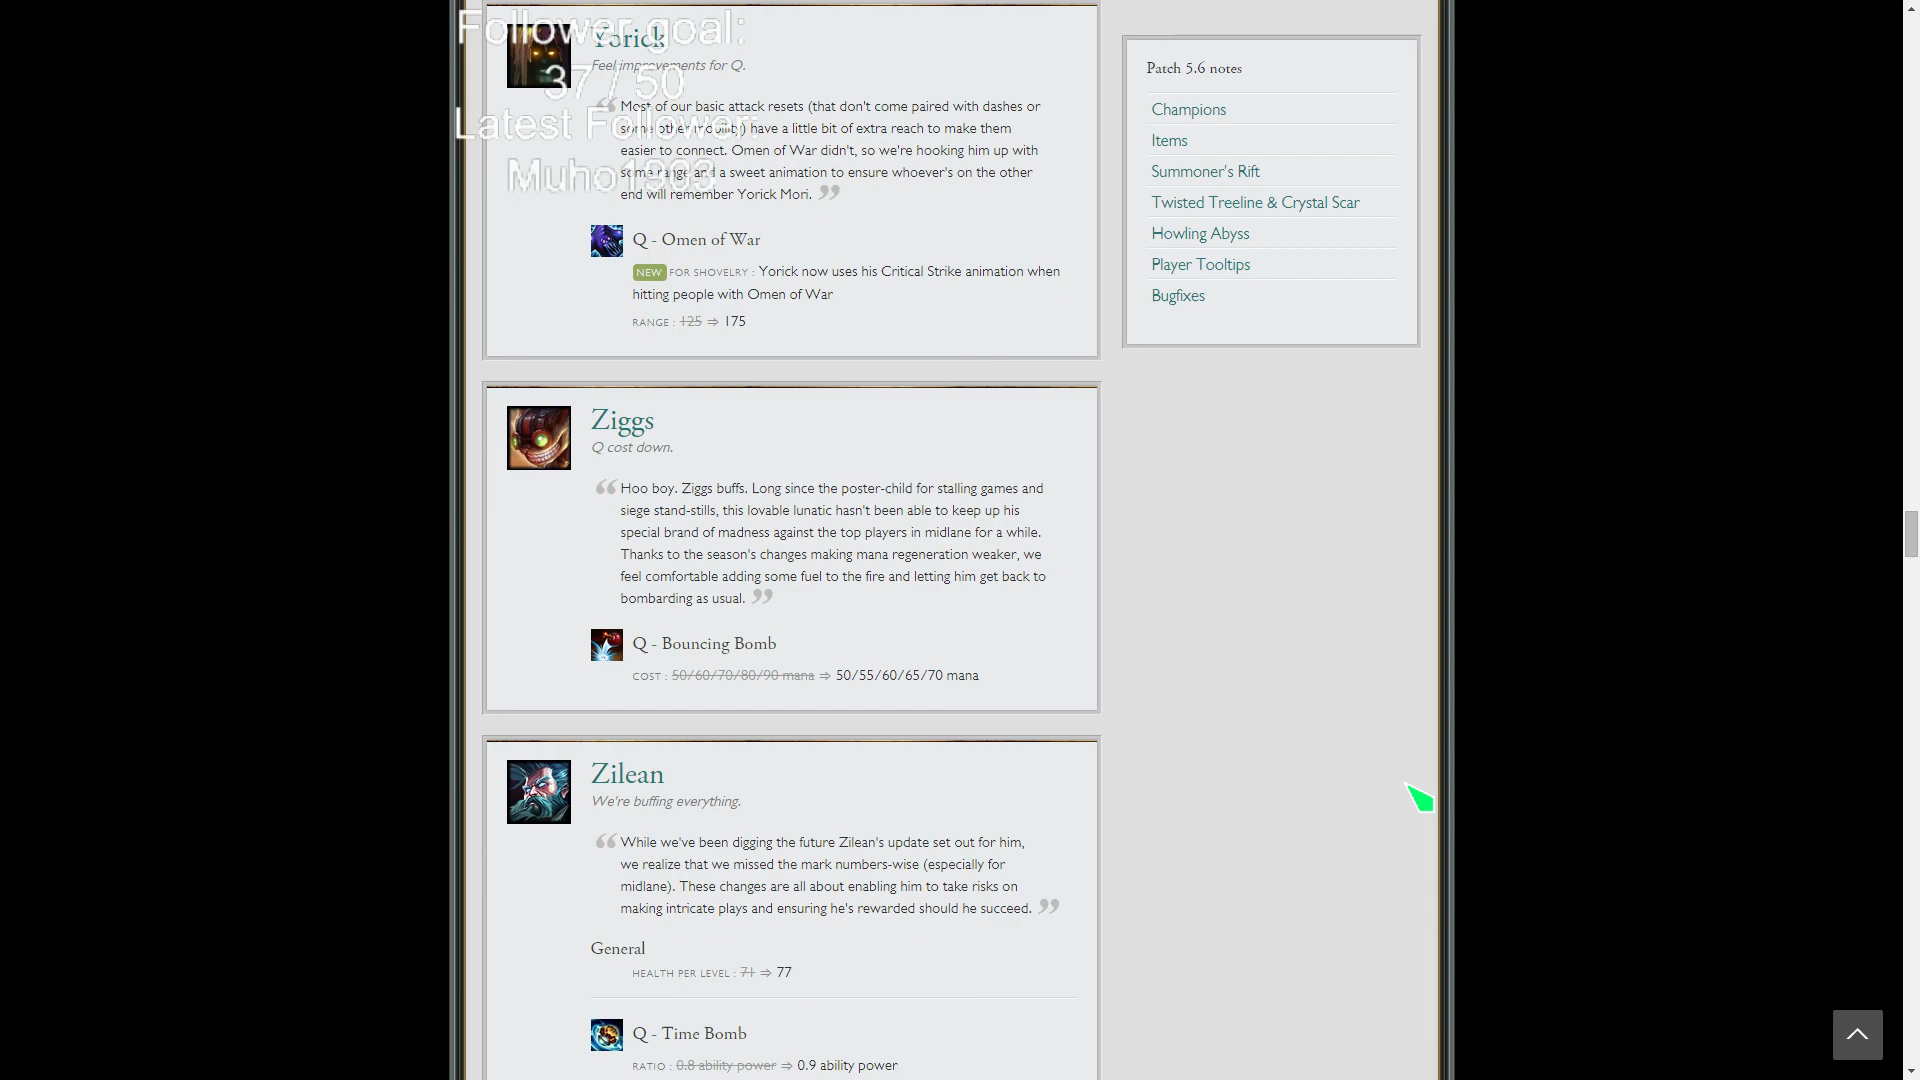 Follower goal:
37 / 50
Latest Follower:
Muho1903
Yorick
Feel improvements for Q.
Most of our basic attack resets (that don't come paired with dashes or
some other mobility) have a little bit of extra reach to make them
easier to connect. Omen of War didn't, so we're hooking him up with
some range and a sweet animation to ensure whoever's on the other
end will remember Yorick Mori.
Q - Omen of War
NEW FOR SHOVELRY : Yorick now uses his Critical Strike animation when
hitting people with Omen of War
RANGE : 125 ⇒ 175
Ziggs
Q cost down.
Hoo boy. Ziggs buffs. Long since the poster-child for stalling games and
siege stand-stills, this lovable lunatic hasn't been able to keep up his
special brand of madness against the top players in midlane for a while.
Thanks to the season's changes making mana regeneration weaker, we
feel comfortable adding some fuel to the fire and letting him get back to
bombarding as usual.
Q - Bouncing Bomb
COST : 50/60/70/80/90 mana ⇒ 50/55/60/65/70 mana
Zilean
We're buffing everything.
While we've been digging the future Zilean's update set out for him,
we realize that we missed the mark numbers-wise (especially for
midlane). These changes are all about enabling him to take risks on
making intricate plays and ensuring he's rewarded should he succeed.
General
HEALTH PER LEVEL : 71 ⇒ 77
Q - Time Bomb
RATIO : 0.8 ability power ⇒ 0.9 ability power
Patch 5.6 notes
Champions
Items
Summoner's Rift
Twisted Treeline & Crystal Scar
Howling Abyss
Player Tooltips
Bugfixes